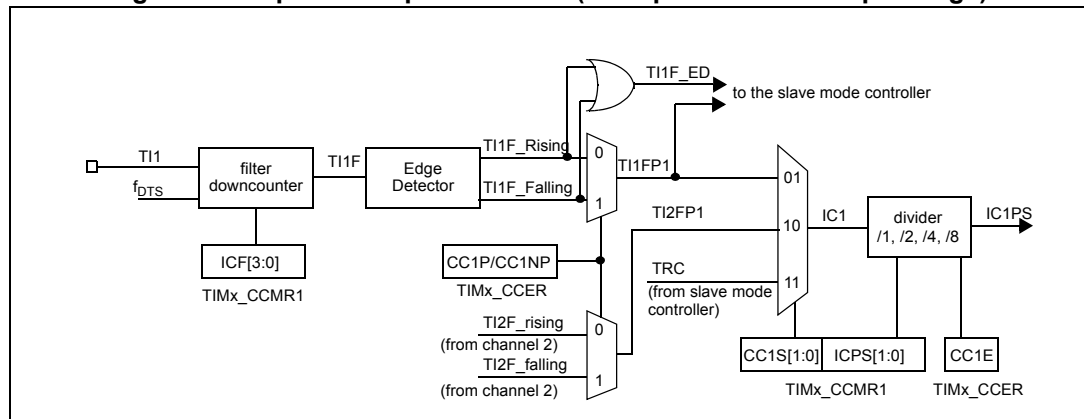 TI1F_ED
to the slave mode controller
TI1
f_DTS
filter
downcounter
TI1F
Edge
Detector
TI1F_Rising
TI1F_Falling
0
1
TI1FP1
TI2FP1
01
10
11
IC1
divider
/1, /2, /4, /8
IC1PS
ICF[3:0]
TIMx_CCMR1
CC1P/CC1NP
TIMx_CCER
TRC
(from slave mode
controller)
TI2F_rising
(from channel 2)
TI2F_falling
(from channel 2)
0
1
CC1S[1:0]
ICPS[1:0]
CC1E
TIMx_CCMR1
TIMx_CCER